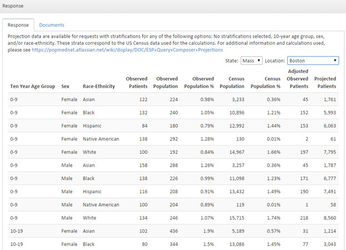 Response
Response Documents
Projection data are available for requests with stratifications for any of the following options: No stratifications selected, 10-year age group, sex,
and/or race-ethnicity. These strata correspond to the US Census data used for the calculations. For additional information and calculations used,
please see https://popmednet.atlassian.net/wiki/display/DOC/ESP+Query+Composer+Projections
State: Mass Location: Boston
Ten Year Age Group Sex Race-Ethnicity Observed Patients Observed Population Observed Population % Census Population Census Population % Adjusted Observed Patients Projected Patients
0-9 Female Asian 122 224 0.98% 3,233 0.36% 45 1,761
0-9 Female Black 132 240 1.05% 10,896 1.21% 152 5,993
0-9 Female Hispanic 84 180 0.79% 12,992 1.44% 153 6,063
0-9 Female Native American 138 292 1.28% 130 0.01% 2 61
0-9 Female White 100 192 0.84% 14,967 1.66% 197 7,795
0-9 Male Asian 158 288 1.26% 3,257 0.36% 45 1,787
0-9 Male Black 138 226 0.99% 11,098 1.23% 171 6,777
0-9 Male Hispanic 116 208 0.91% 13,432 1.49% 190 7,491
0-9 Male Native American 100 204 0.89% 119 0.01% 1 58
0-9 Male White 134 246 1.07% 15,715 1.74% 218 8,560
10-19 Female Asian 102 436 1.9% 5,189 0.57% 31 1,214
10-19 Female Black 80 344 1.5% 13,086 1.45% 77 3,043